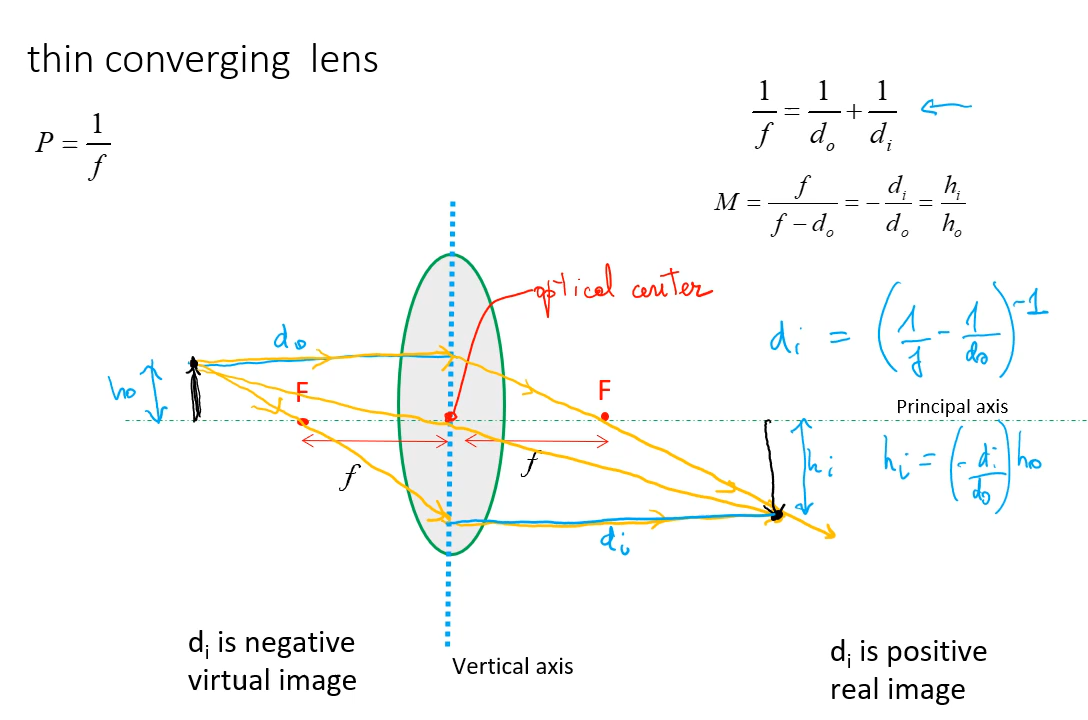 thin converging lens
P = 1/f
1/f = 1/d_o + 1/d_i ←
M = f/(f − d_o) = − d_i/d_o = h_i/h_o
optical center
d_i = (1/f − 1/d_o)^−1
d_o
h_o
F
F
Principal axis
h_i
h_i = (− d_i/d_o) h_o
f
f
d_i
d_i is negative
virtual image
Vertical axis
d_i is positive
real image